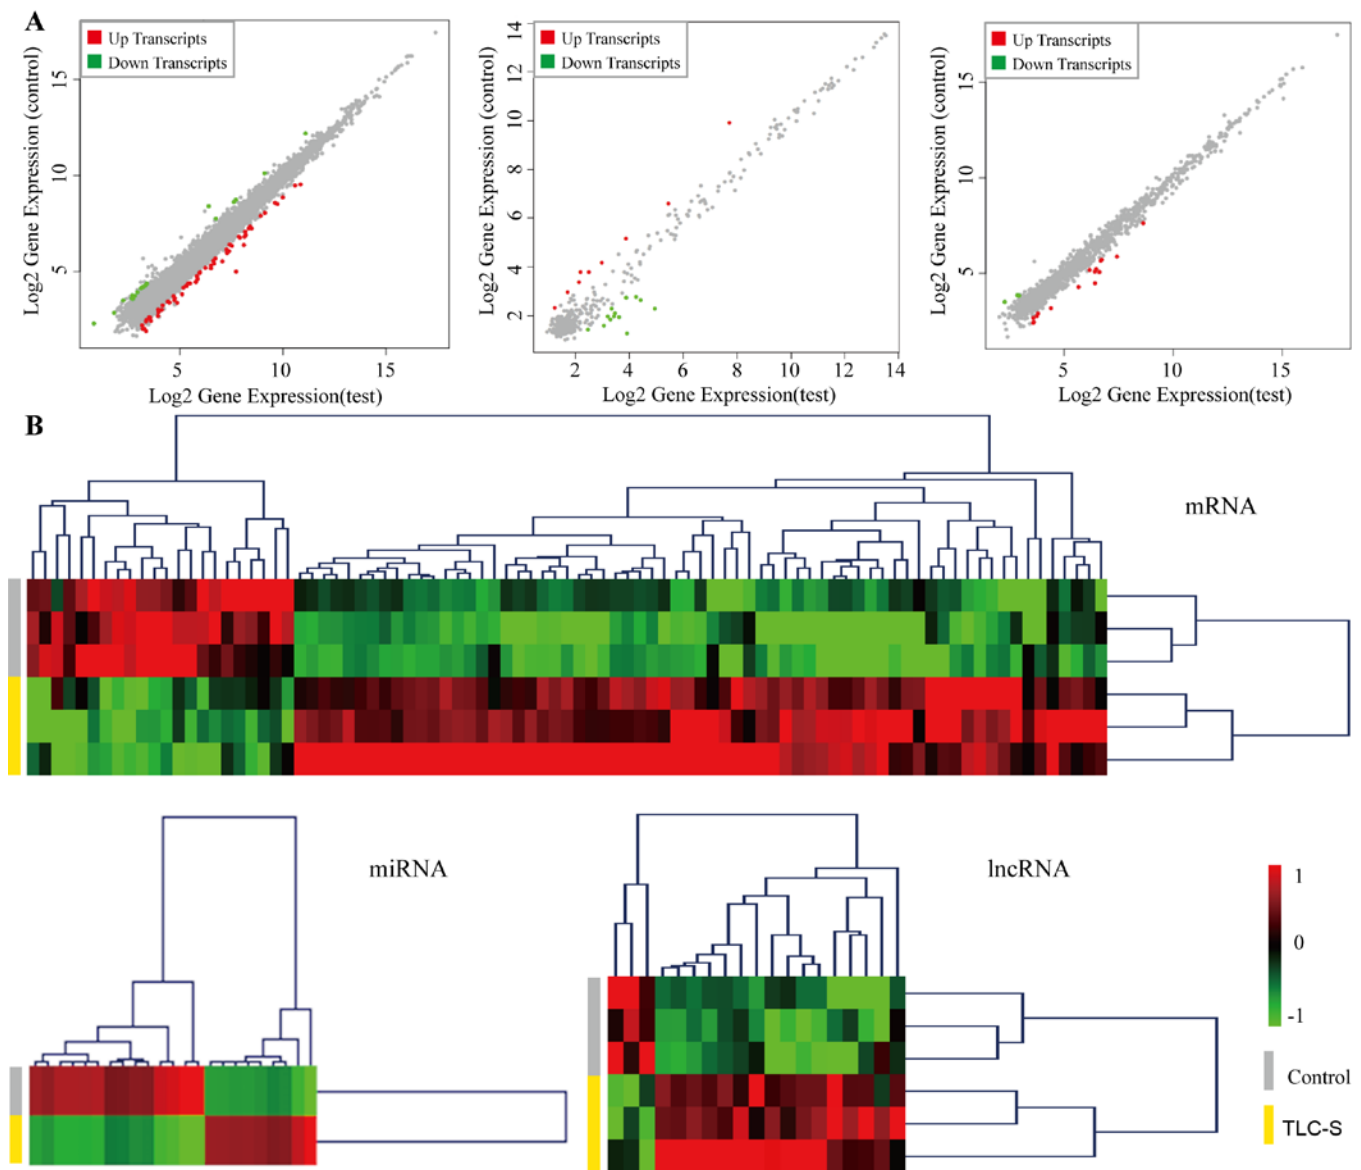 A
Up Transcripts
Down Transcripts
Log2 Gene Expression (control)
15
10
5
5
10
15
Log2 Gene Expression(test)
Up Transcripts
Down Transcripts
Log2 Gene Expression (control)
14
12
10
8
6
4
2
2
4
6
8
10
12
14
Log2 Gene Expression(test)
Up Transcripts
Down Transcripts
Log2 Gene Expression (control)
15
10
5
5
10
15
Log2 Gene Expression(test)
B
mRNA
miRNA
lncRNA
1
0
-1
Control
TLC-S